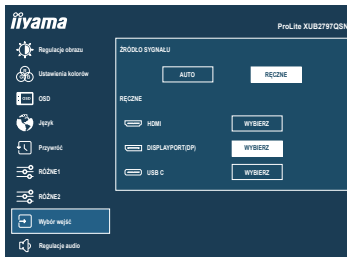 iiyama
ProLite XUB2797QSN
Regulacje obrazu
Ustawienia kolorów
OSD
OSD
Język
Przywróć
RÓŻNE1
RÓŻNE2
Wybór wejść
Regulacje audio
ŹRÓDŁO SYGNAŁU
AUTO
RĘCZNE
RĘCZNE
HDMI
WYBIERZ
DISPLAYPORT(DP)
WYBIERZ
USB C
WYBIERZ